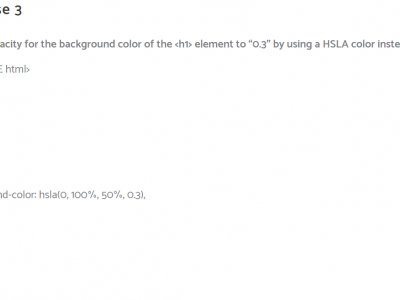 se 3
acity for the background color of the <h1> element to “0.3” by using a HSLA color inste
E html>
nd-color: hsla(0, 100%, 50%, 0.3),